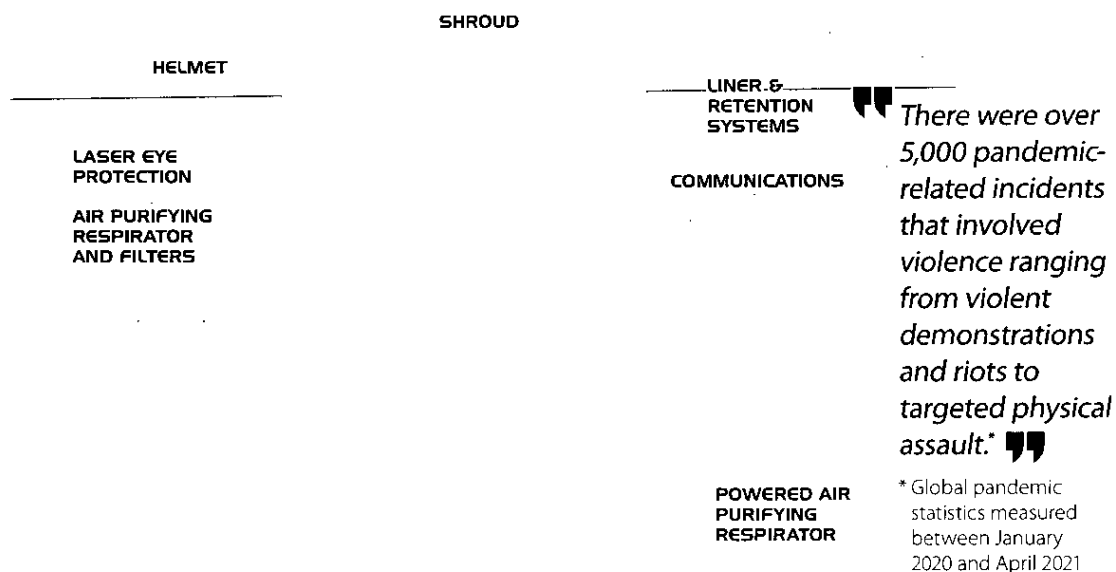 SHROUD
HELMET
LASER EYE
PROTECTION
AIR PURIFYING
RESPIRATOR
AND FILTERS
LINER &
RETENTION
SYSTEMS
COMMUNICATIONS
POWERED AIR
PURIFYING
RESPIRATOR
" There were over
5,000 pandemic-
related incidents
that involved
violence ranging
from violent
demonstrations
and riots to
targeted physical
assault.* "
* Global pandemic
statistics measured
between January
2020 and April 2021